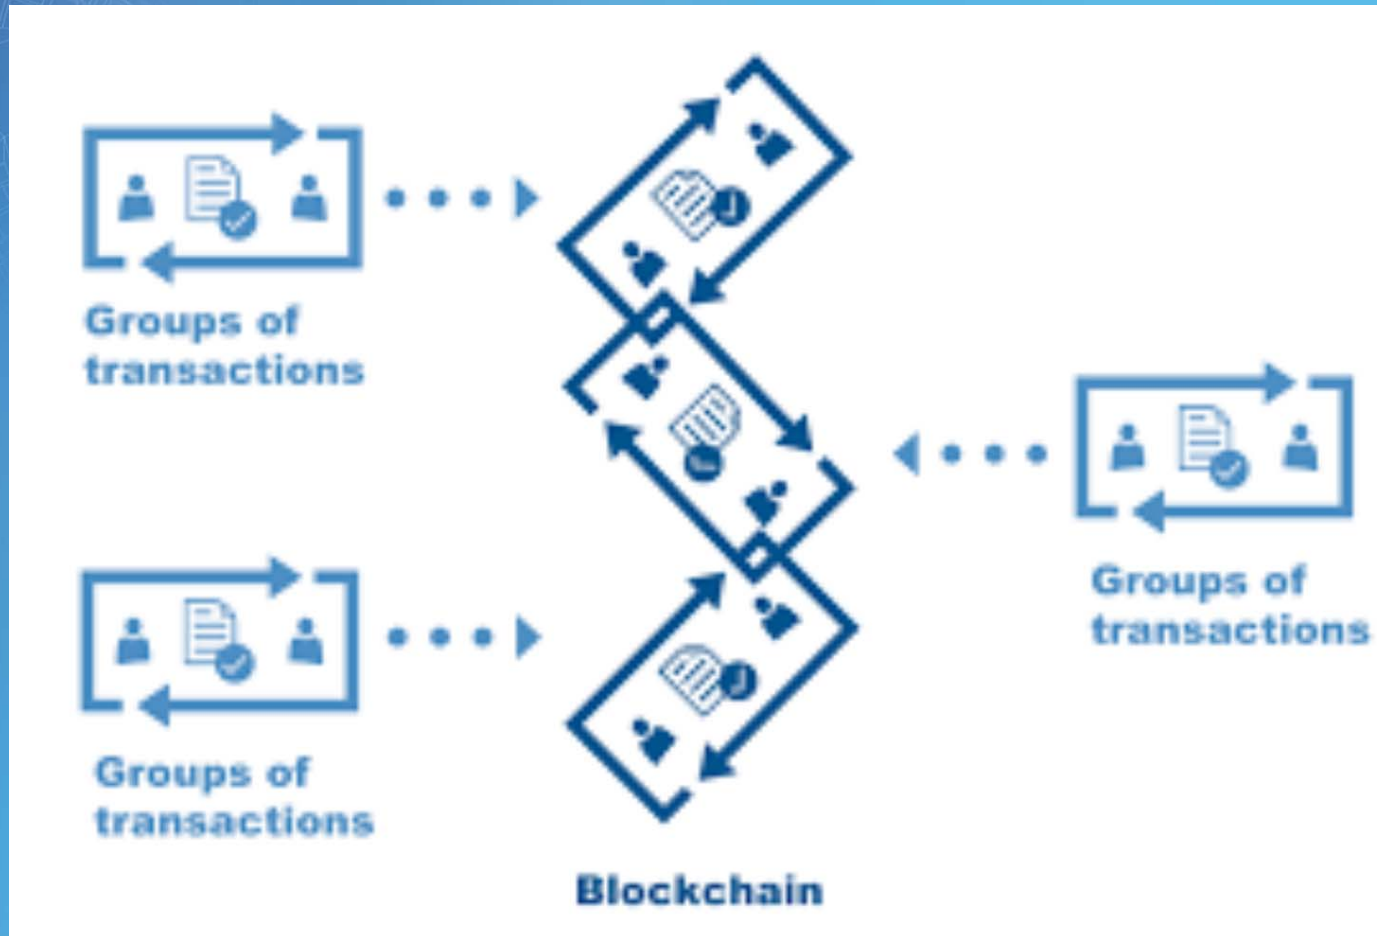 Groups of
transactions
Groups of
transactions
Groups of
transactions
Blockchain